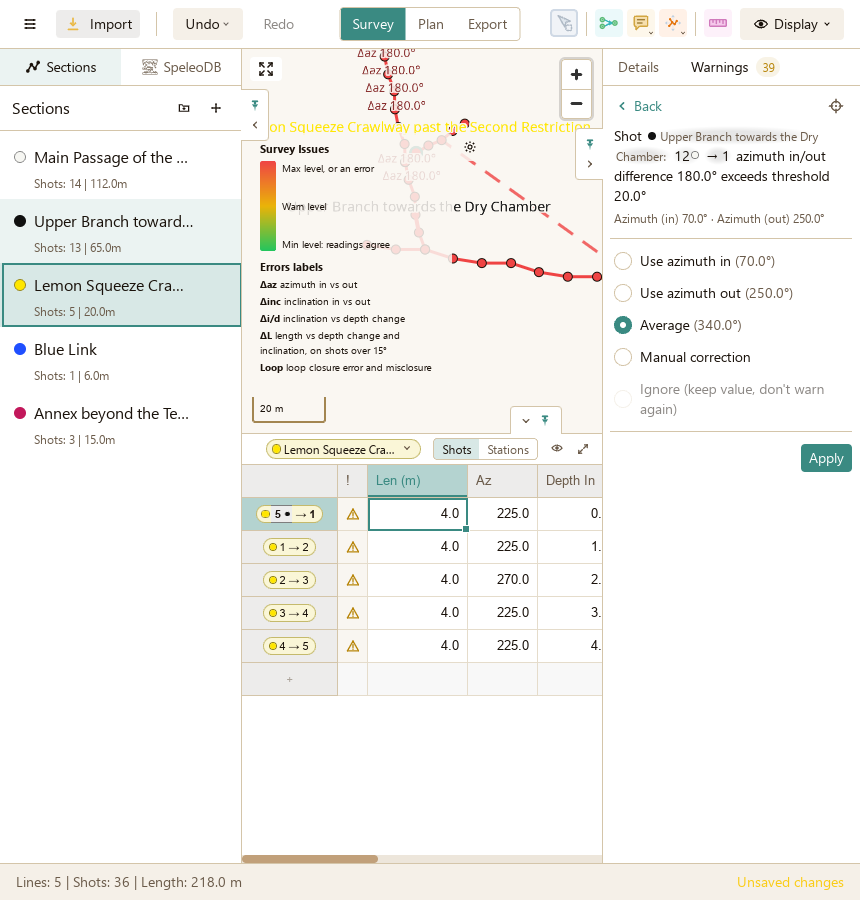 Import
Undo
Redo
Survey
Plan
Export
Display
Sections
SpeleoDB
Sections
Main Passage of the ...
Shots: 14 | 112.0m
Upper Branch toward...
Shots: 13 | 65.0m
Lemon Squeeze Cra...
Shots: 5 | 20.0m
Blue Link
Shots: 1 | 6.0m
Annex beyond the Te...
Shots: 3 | 15.0m
Δaz 180.0°
Δaz 180.0°
Δaz 180.0°
Δaz 180.0°
on Squeeze Crawlway past the Second Restriction
Δaz 180.0°
Δaz 180.0°
Branch towards the Dry Chamber
Survey Issues
Max level, or an error
Warn level
Min level: readings agree
Errors labels
Δaz azimuth in vs out
Δinc inclination in vs out
Δi/d inclination vs depth change
ΔL length vs depth change and
inclination, on shots over 15°
Loop loop closure error and misclosure
20 m
+
−
Lemon Squeeze Cra...
Shots
Stations
! Len (m) Az Depth In
5 → 1 4.0 225.0 0.
1 → 2 4.0 225.0 1.
2 → 3 4.0 270.0 2.
3 → 4 4.0 225.0 3.
4 → 5 4.0 225.0 4.
+
Details
Warnings 39
Back
Shot Upper Branch towards the Dry
Chamber: 12 → 1 azimuth in/out
difference 180.0° exceeds threshold
20.0°
Azimuth (in) 70.0° · Azimuth (out) 250.0°
Use azimuth in (70.0°)
Use azimuth out (250.0°)
Average (340.0°)
Manual correction
Ignore (keep value, don't warn
again)
Apply
Lines: 5 | Shots: 36 | Length: 218.0 m
Unsaved changes